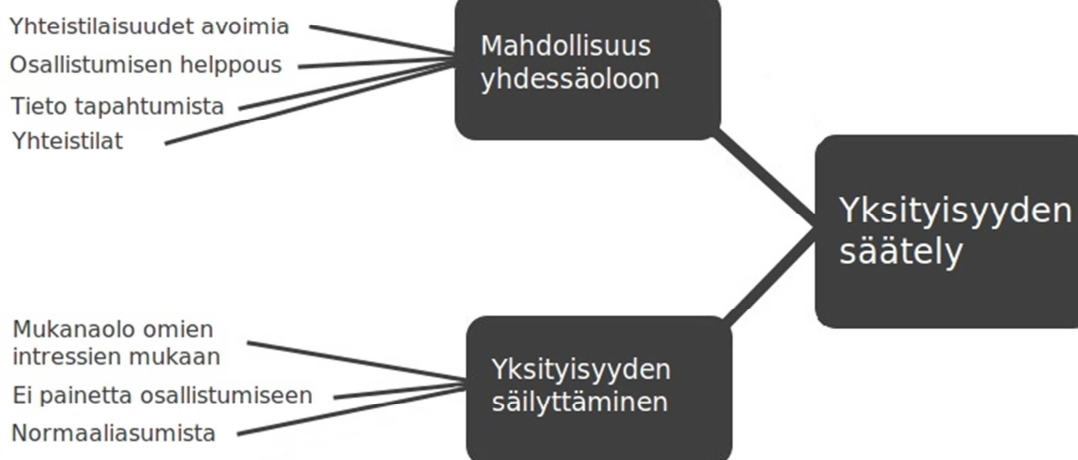 Yhteistilaisuudet avoimia
Osallistumisen helppous
Tieto tapahtumista
Yhteistilat
Mahdollisuus
yhdessäoloon
Yksityisyyden
säätely
Mukanaolo omien
intressien mukaan
Ei painetta osallistumiseen
Normaaliasumista
Yksityisyyden
säilyttäminen